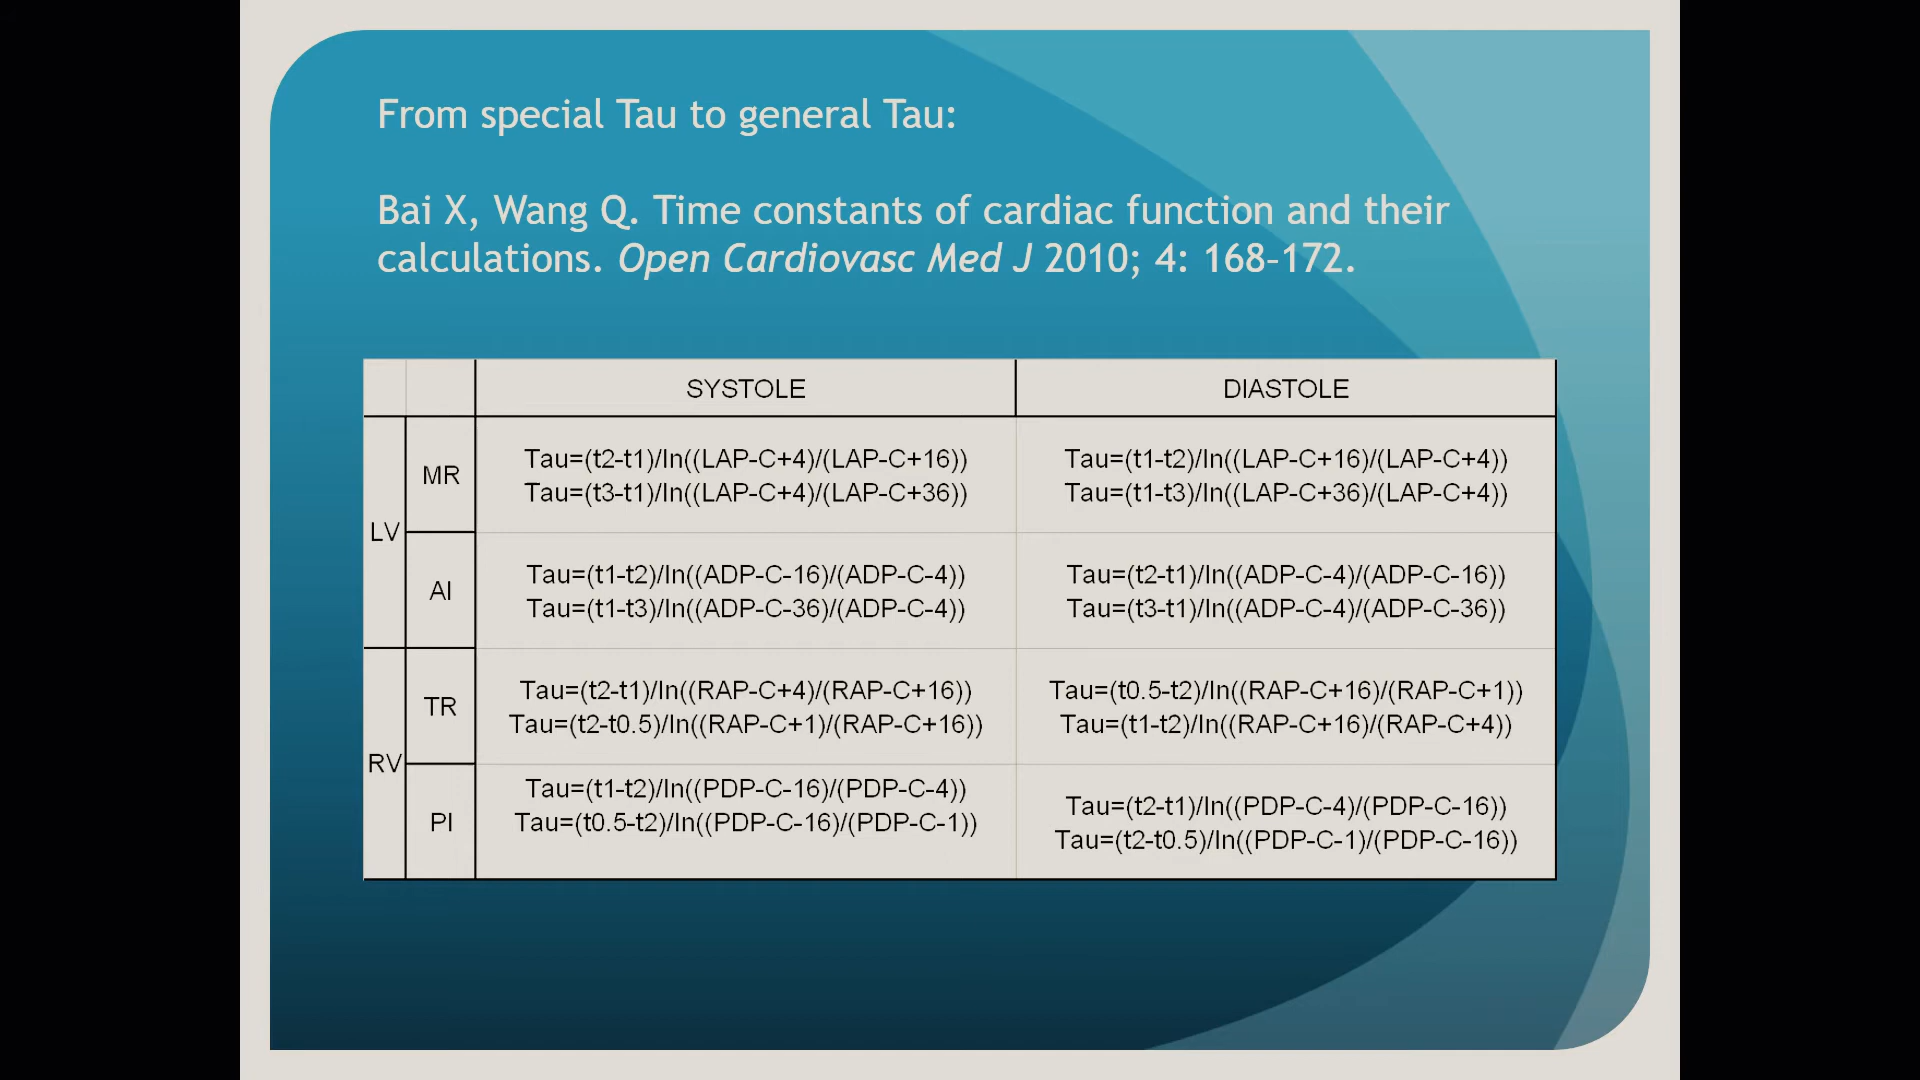 From special Tau to general Tau:
Bai X, Wang Q. Time constants of cardiac function and their
calculations. Open Cardiovasc Med J 2010; 4: 168–172.
SYSTOLE DIASTOLE
LV
MR
Tau=(t2-t1)/ln((LAP-C+4)/(LAP-C+16))
Tau=(t3-t1)/ln((LAP-C+4)/(LAP-C+36))
Tau=(t1-t2)/ln((LAP-C+16)/(LAP-C+4))
Tau=(t1-t3)/ln((LAP-C+36)/(LAP-C+4))
AI
Tau=(t1-t2)/ln((ADP-C-16)/(ADP-C-4))
Tau=(t1-t3)/ln((ADP-C-36)/(ADP-C-4))
Tau=(t2-t1)/ln((ADP-C-4)/(ADP-C-16))
Tau=(t3-t1)/ln((ADP-C-4)/(ADP-C-36))
RV
TR
Tau=(t2-t1)/ln((RAP-C+4)/(RAP-C+16))
Tau=(t2-t0.5)/ln((RAP-C+1)/(RAP-C+16))
Tau=(t0.5-t2)/ln((RAP-C+16)/(RAP-C+1))
Tau=(t1-t2)/ln((RAP-C+16)/(RAP-C+4))
PI
Tau=(t1-t2)/ln((PDP-C-16)/(PDP-C-4))
Tau=(t0.5-t2)/ln((PDP-C-16)/(PDP-C-1))
Tau=(t2-t1)/ln((PDP-C-4)/(PDP-C-16))
Tau=(t2-t0.5)/ln((PDP-C-1)/(PDP-C-16))